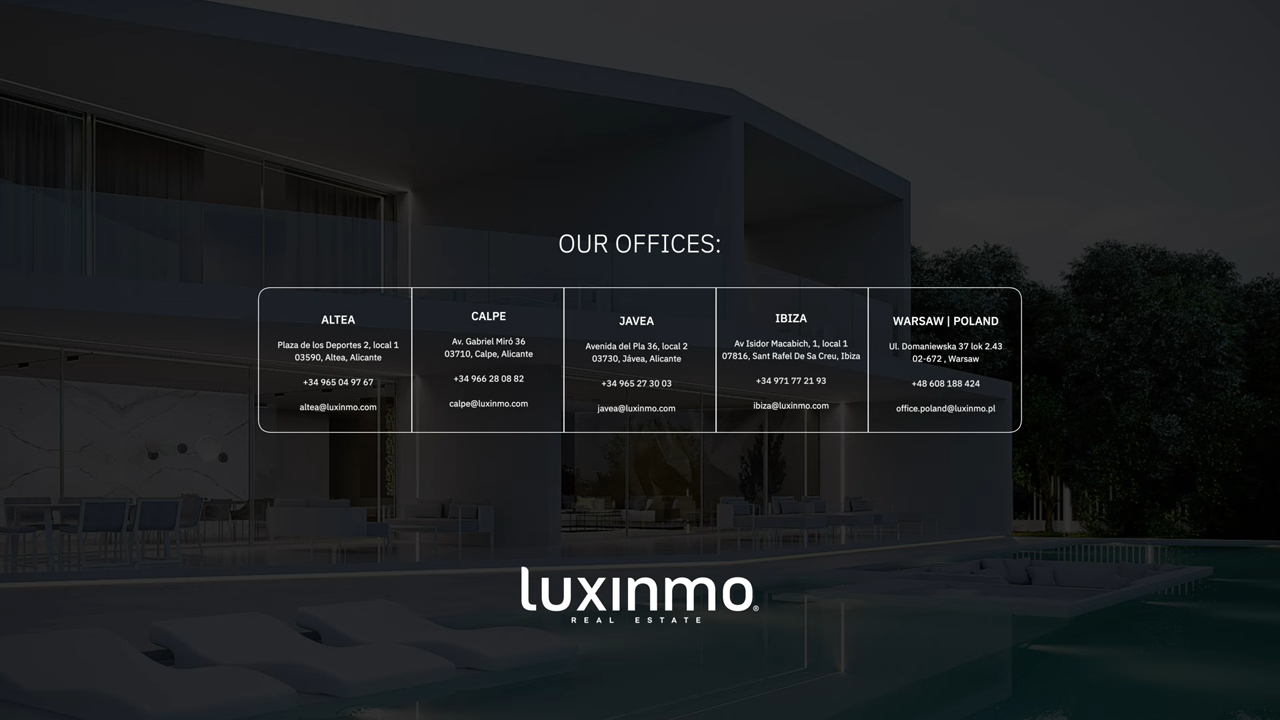 OUR OFFICES:
ALTEA
Plaza de los Deportes 2, local 1
03590, Altea, Alicante
+34 965 04 97 67
altea@luxinmo.com
CALPE
Av. Gabriel Miró 36
03710, Calpe, Alicante
+34 966 28 08 82
calpe@luxinmo.com
JAVEA
Avenida del Pla 36, local 2
03730, Jávea, Alicante
+34 965 27 30 03
javea@luxinmo.com
IBIZA
Av Isidor Macabich, 1, local 1
07816, Sant Rafel De Sa Creu, Ibiza
+34 971 77 21 93
ibiza@luxinmo.com
WARSAW | POLAND
Ul. Domaniewska 37 lok 2.43
02-672 , Warsaw
+48 608 188 424
office.poland@luxinmo.pl
luxinmo®
REAL ESTATE